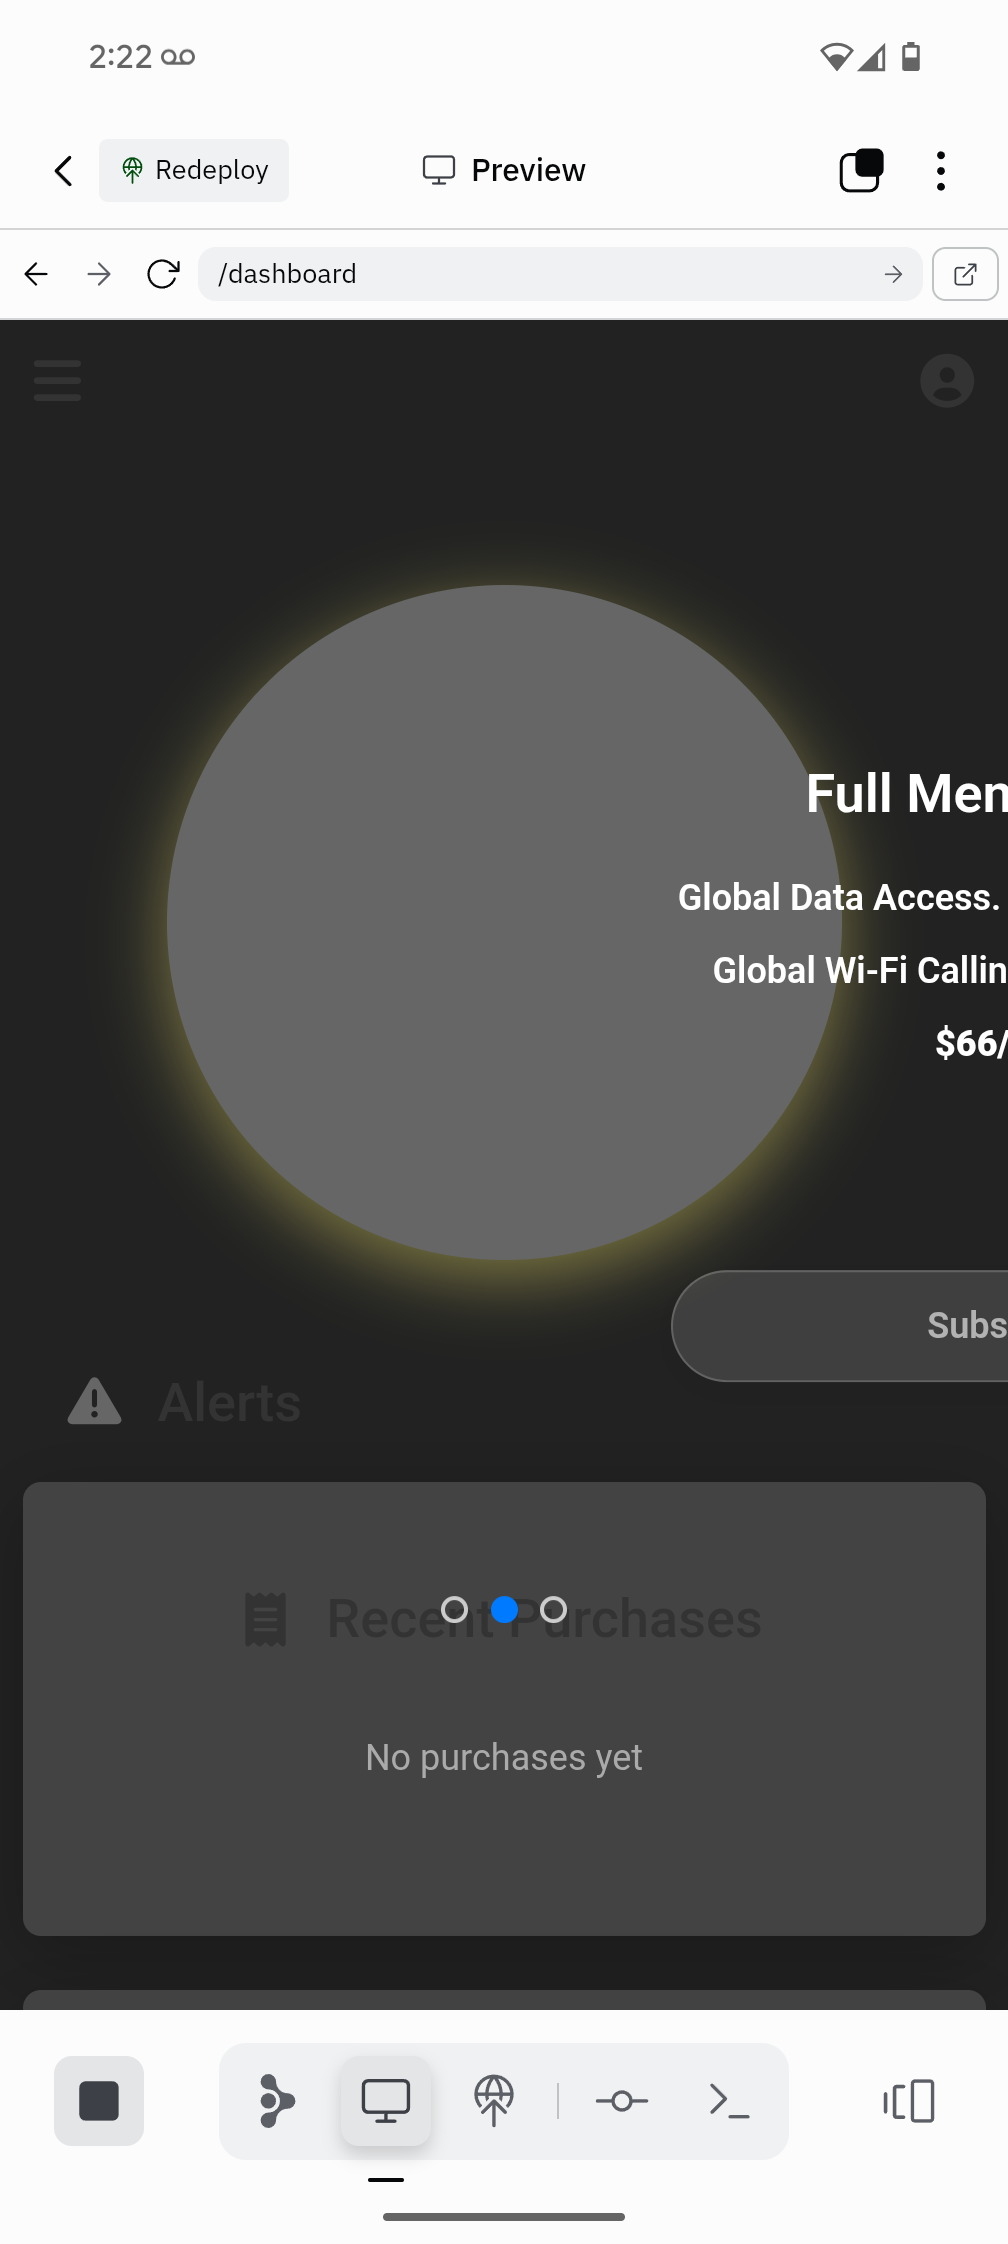 2:22
Redeploy
Preview
/dashboard
Full Mem
Global Data Access.
Global Wi-Fi Callin
$66/
Subs
Alerts
Recent Purchases
No purchases yet